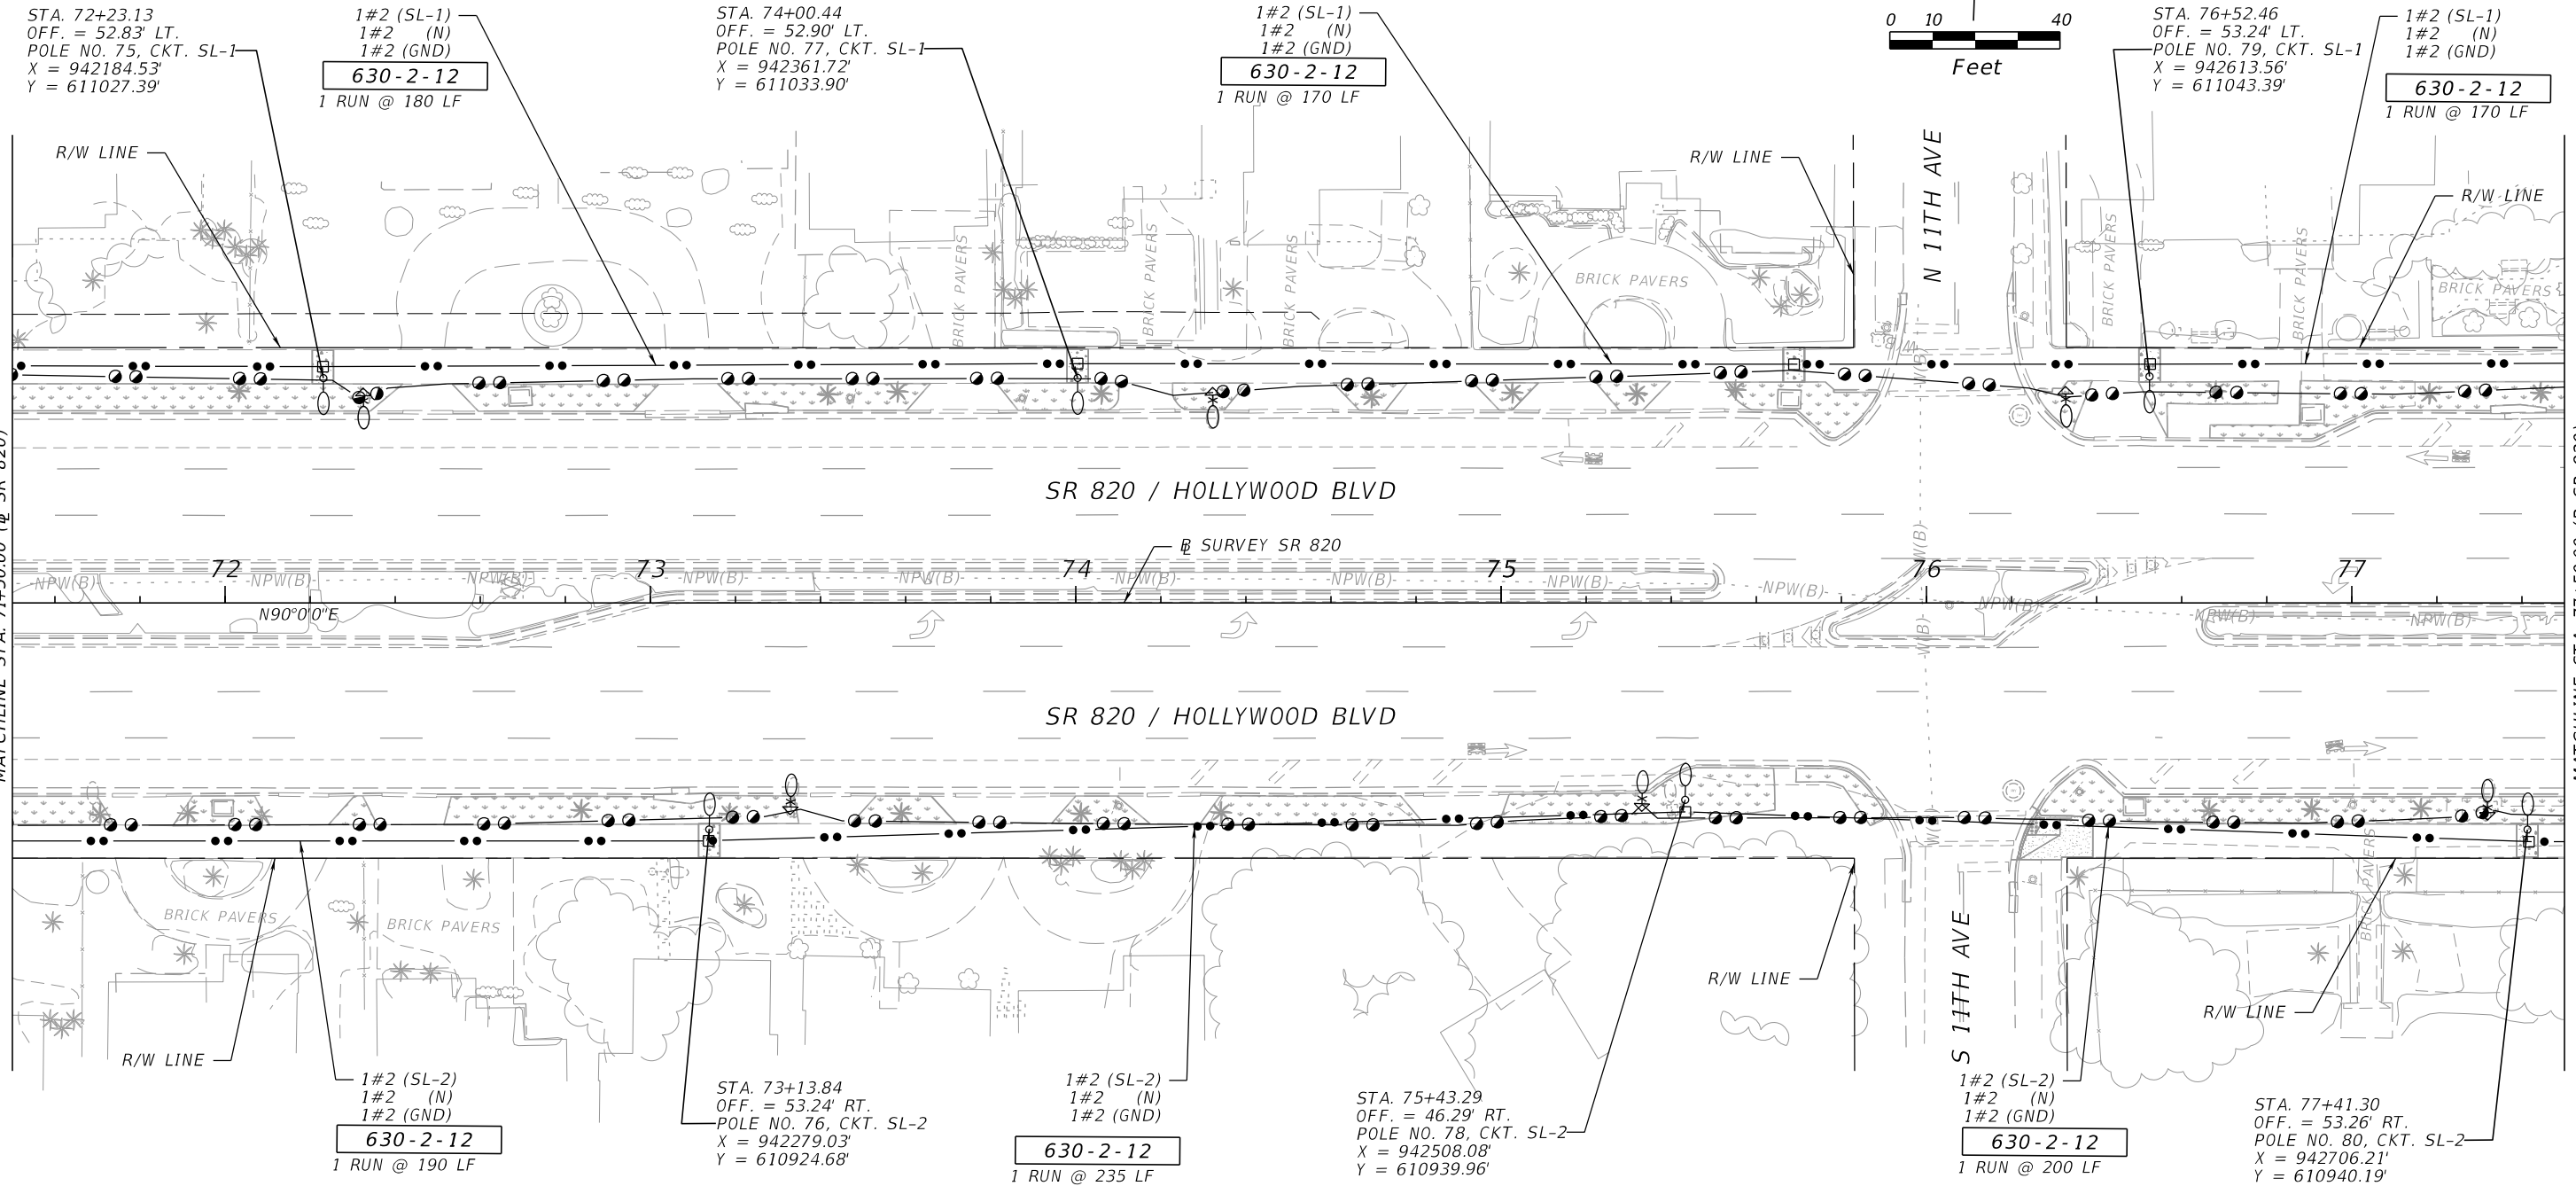 STA. 72+23.13
OFF. = 52.83' LT.
POLE NO. 75, CKT. SL-1
X = 942184.53'
Y = 611027.39'
1#2 (SL-1)
1#2 (N)
1#2 (GND)
630-2-12
1 RUN @ 180 LF
STA. 74+00.44
OFF. = 52.90' LT.
POLE NO. 77, CKT. SL-1
X = 942361.72'
Y = 611033.90'
1#2 (SL-1)
1#2 (N)
1#2 (GND)
630-2-12
1 RUN @ 170 LF
0 10 40
Feet
STA. 76+52.46
OFF. = 53.24' LT.
POLE NO. 79, CKT. SL-1
X = 942613.56'
Y = 611043.39'
1#2 (SL-1)
1#2 (N)
1#2 (GND)
630-2-12
1 RUN @ 170 LF
R/W LINE
R/W LINE
N 11TH AVE
R/W LINE
BRICK PAVERS
BRICK PAVERS
BRICK PAVERS
BRICK PAVERS
BRICK PAVERS
BRICK PAVERS
BRICK PAVERS
W(B)
SR 820 / HOLLYWOOD BLVD
W(B)
℄ SURVEY SR 820
72 73 74 75 76 77
NPW(B) NPW(B) NPW(B) NPW(B) NPW(B) NPW(B) NPW(B) NPW(B) NPW(B) NPW(B)
N90°0'0"E
NPW(B) NPW(B)
W(B)
SR 820 / HOLLYWOOD BLVD
BRICK PAVERS
BRICK PAVERS
BRICK PAVERS
R/W LINE
R/W LINE
R/W LINE
S 11TH AVE
1#2 (SL-2)
1#2 (N)
1#2 (GND)
630-2-12
1 RUN @ 190 LF
STA. 73+13.84
OFF. = 53.24' RT.
POLE NO. 76, CKT. SL-2
X = 942279.03'
Y = 610924.68'
1#2 (SL-2)
1#2 (N)
1#2 (GND)
630-2-12
1 RUN @ 235 LF
STA. 75+43.29
OFF. = 46.29' RT.
POLE NO. 78, CKT. SL-2
X = 942508.08'
Y = 610939.96'
1#2 (SL-2)
1#2 (N)
1#2 (GND)
630-2-12
1 RUN @ 200 LF
STA. 77+41.30
OFF. = 53.26' RT.
POLE NO. 80, CKT. SL-2
X = 942706.21'
Y = 610940.19'